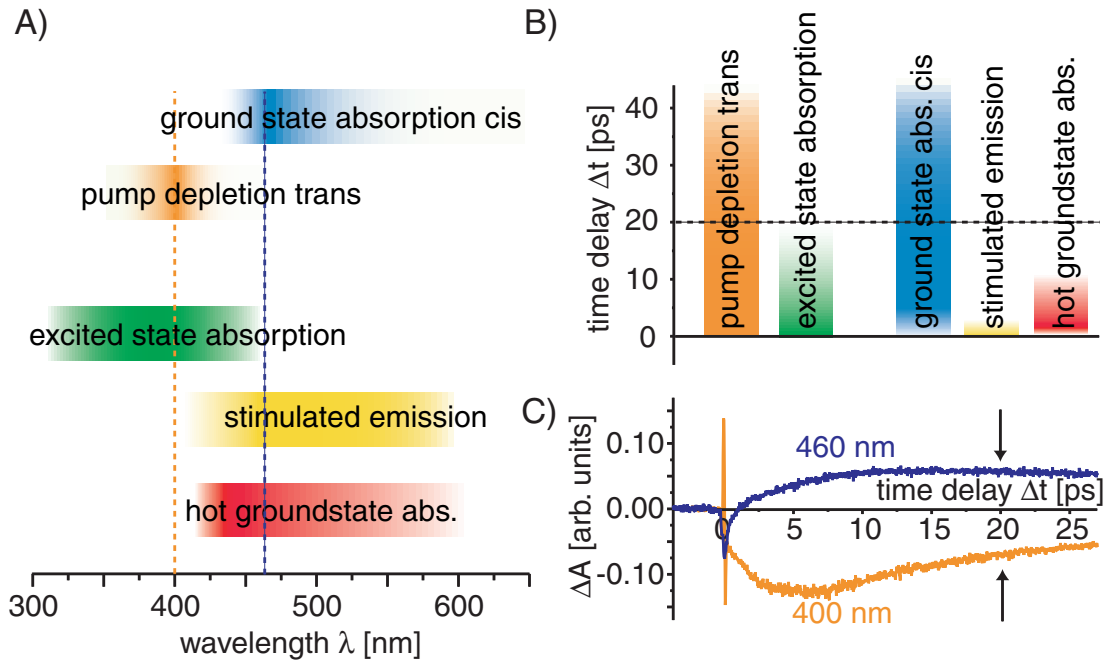 A)
ground state absorption cis
pump depletion trans
excited state absorption
stimulated emission
hot groundstate abs.
300 400 500 600
wavelength λ [nm]
B)
time delay Δt [ps]
40
30
20
10
0
pump depletion trans
excited state absorption
ground state abs. cis
stimulated emission
hot groundstate abs.
C)
ΔA [arb. units]
0.10
0.00
-0.10
460 nm
time delay Δt [ps]
0 5 10 15 20 25
400 nm